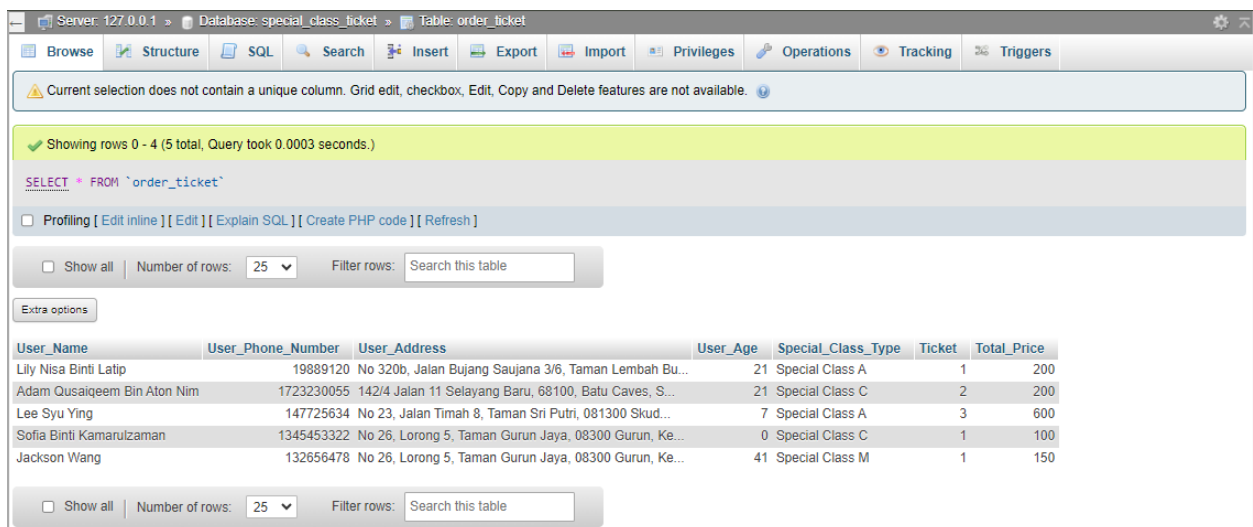 Server: 127.0.0.1 » Database: special_class_ticket » Table: order_ticket
Browse Structure SQL Search Insert Export Import Privileges Operations Tracking Triggers
Current selection does not contain a unique column. Grid edit, checkbox, Edit, Copy and Delete features are not available.
Showing rows 0 - 4 (5 total, Query took 0.0003 seconds.)
SELECT * FROM `order_ticket`
Profiling [ Edit inline ] [ Edit ] [ Explain SQL ] [ Create PHP code ] [ Refresh ]
Show all | Number of rows: 25 Filter rows: Search this table
Extra options
User_Name User_Phone_Number User_Address User_Age Special_Class_Type Ticket Total_Price
Lily Nisa Binti Latip 19889120 No 320b, Jalan Bujang Saujana 3/6, Taman Lembah Bu... 21 Special Class A 1 200
Adam Qusaiqeem Bin Aton Nim 1723230055 142/4 Jalan 11 Selayang Baru, 68100, Batu Caves, S... 21 Special Class C 2 200
Lee Syu Ying 147725634 No 23, Jalan Timah 8, Taman Sri Putri, 081300 Skud... 7 Special Class A 3 600
Sofia Binti Kamarulzaman 1345453322 No 26, Lorong 5, Taman Gurun Jaya, 08300 Gurun, Ke... 0 Special Class C 1 100
Jackson Wang 132656478 No 26, Lorong 5, Taman Gurun Jaya, 08300 Gurun, Ke... 41 Special Class M 1 150
Show all | Number of rows: 25 Filter rows: Search this table